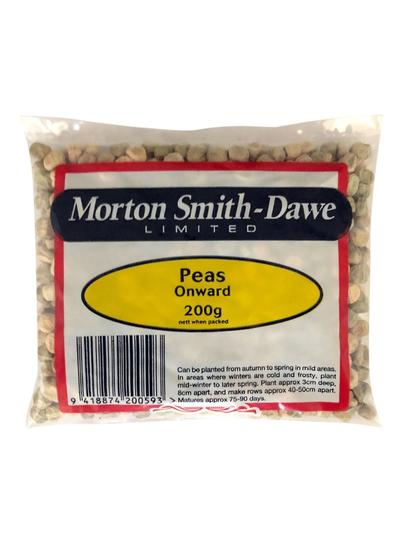 Morton Smith-Dawe
LIMITED
Peas
Onward
200g
nett when packed
Can be planted from autumn to spring in mild areas.
In areas where winters are cold and frosty, plant
mid-winter to later spring. Plant approx 3cm deep,
8cm apart, and make rows approx 40-50cm apart.
Matures approx 75-90 days.
9 418874 200593 >